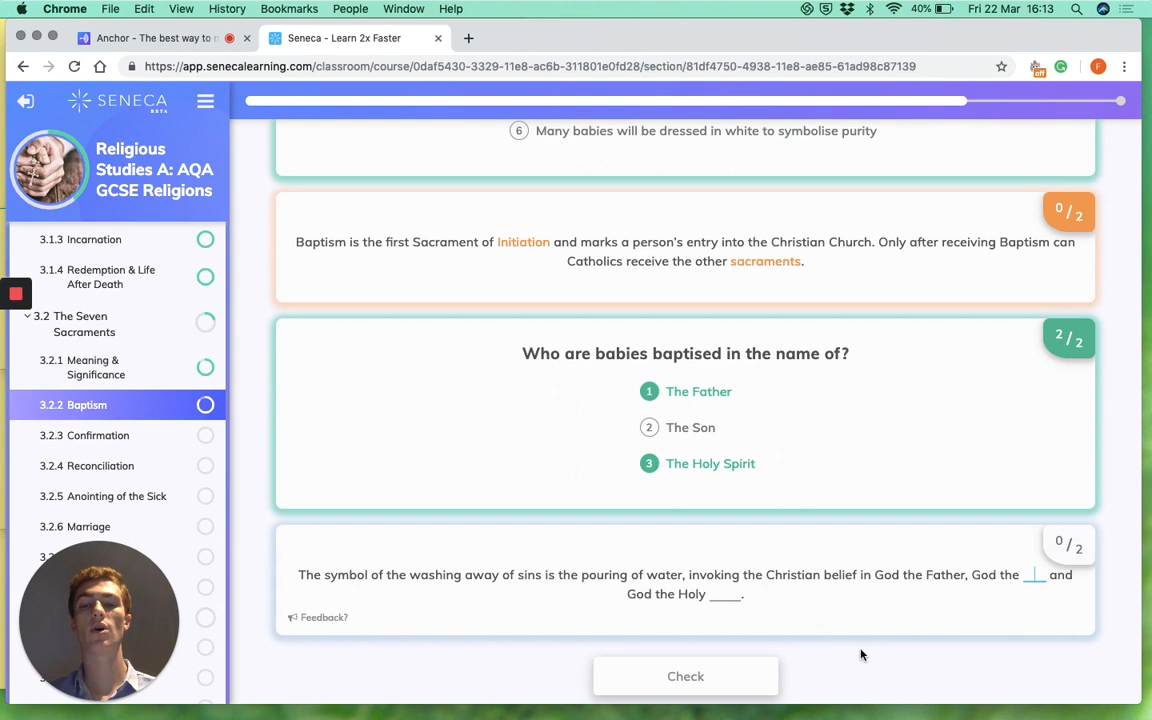 Chrome File Edit View History Bookmarks People Window Help 40% Fri 22 Mar 16:13
Seneca - Learn 2x Faster
https://app.senecalearning.com/classroom/course/0daf5430-3329-11e8-ac6b-311801e0fd28/section/81df4750-4938-11e8-ae85-61ad98c87139
off F
SENECA
BETA
Religious
Studies A: AQA
GCSE Religions
3.1.3 Incarnation
3.1.4 Redemption & Life
After Death
3.2 The Seven
Sacraments
3.2.1 Meaning &
Significance
3.2.2 Baptism
3.2.3 Confirmation
3.2.4 Reconciliation
3.2.5 Anointing of the Sick
3.2.6 Marriage
6 Many babies will be dressed in white to symbolise purity
0/2
Baptism is the first Sacrament of Initiation and marks a person's entry into the Christian Church. Only after receiving Baptism can
Catholics receive the other sacraments.
2/2
Who are babies baptised in the name of?
1 The Father
2 The Son
3 The Holy Spirit
0/2
The symbol of the washing away of sins is the pouring of water, invoking the Christian belief in God the Father, God the ___ and
God the Holy _____.
Feedback?
Check